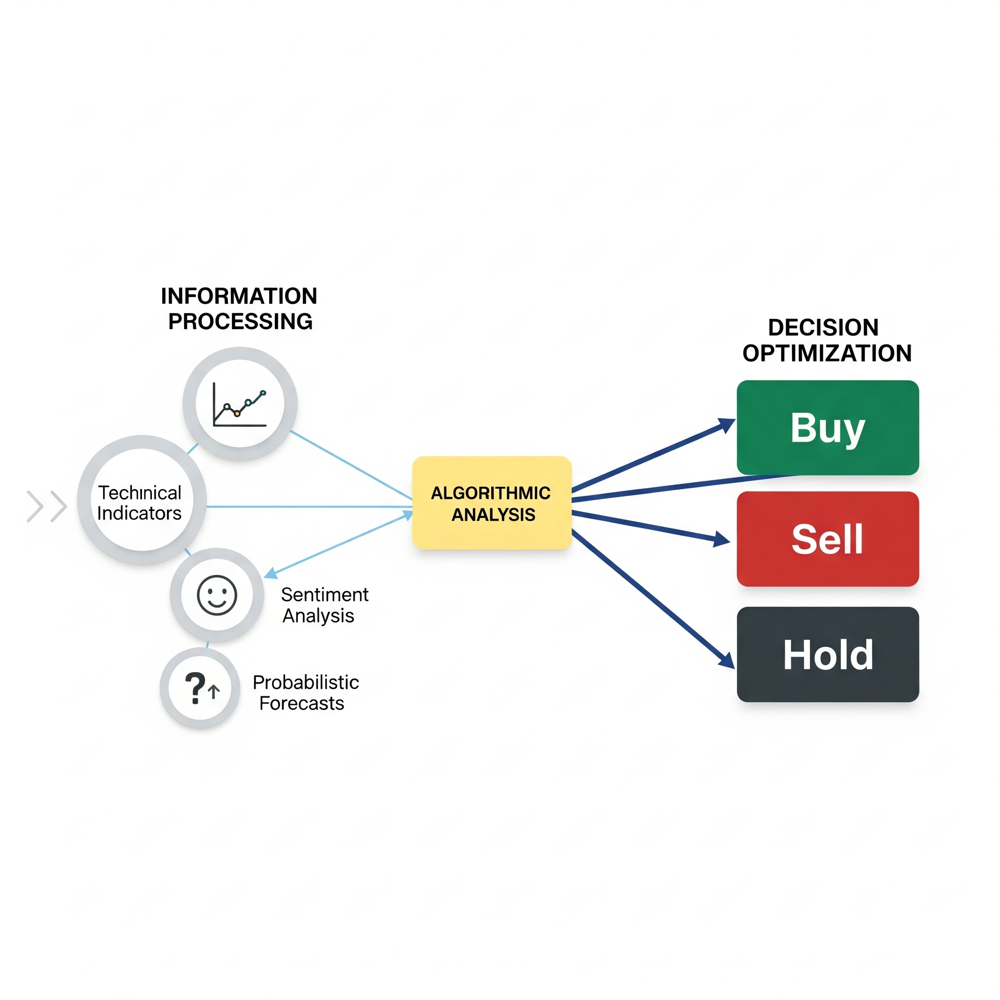 INFORMATION
PROCESSING
Techınical
Indicators
Sentiment
Analysis
?
Probabilistic
Forecasts
ALGORITHMIC
ANALYSIS
DECISION
OPTIMIZATION
Buy
Sell
Hold